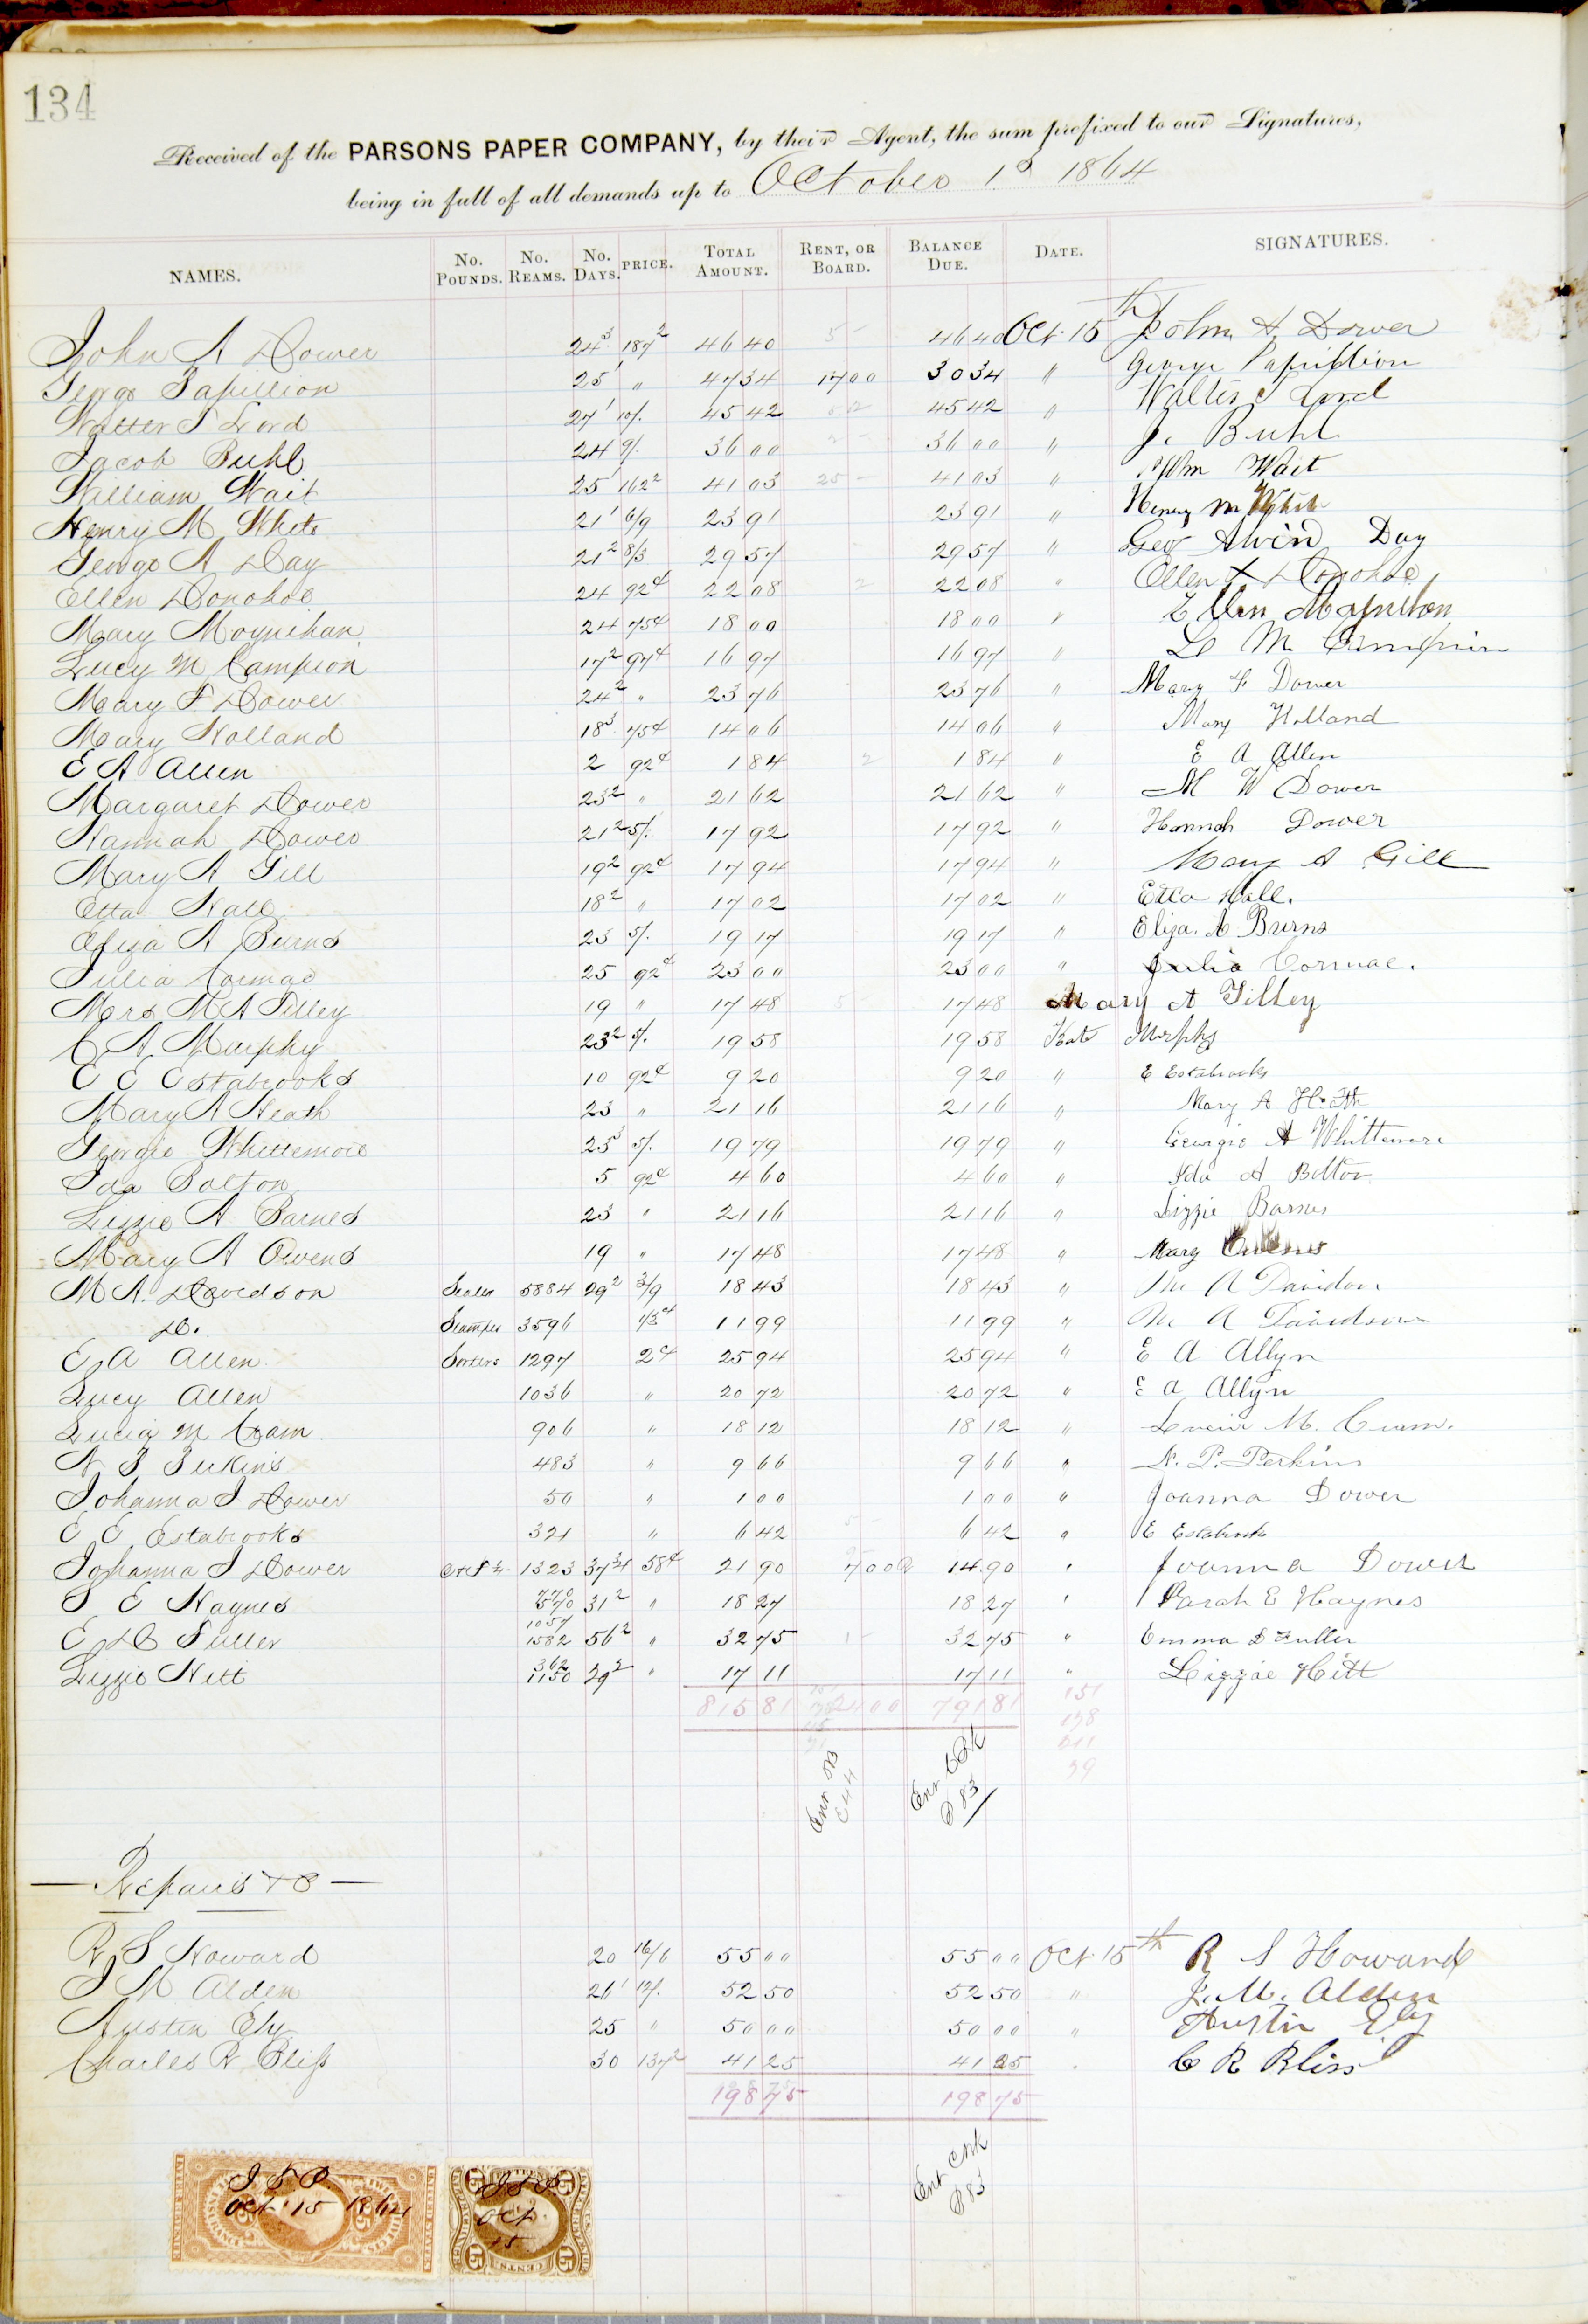 134
Received of the PARSONS PAPER COMPANY, by their Agent, the sum prefixed to our Signatures,
being in full of all demands up to October 1st 1864
NAMES. No. Pounds. No. Reams. No. Days. PRICE. Total Amount. Rent, or Board. Balance Due. Date. SIGNATURES.
John A Dower 24 3 187 2 46 40 5 - 46 40 Oct 15th John A. Dower
George Papillion 25 1 " 47 34 17 00 30 34 " George Papillion
Walter S Lord 27 1 10/. 45 42 45 42 " Walter S Lord
Jacob Buhl 24 9/. 36 00 36 00 " J. Buhl
William Wait 25 1 162 2 41 03 25 - 41 03 " Wm Wait
Henry M White 21 1 6/9 23 91 23 91 " Henry M White
George A Day 21 2 8/3 29 57 29 57 " Geo Alvin Day
Ellen Donohoe 24 92 c 22 08 2 22 08 " Ellen X Donohoe
Mary Moynihan 24 75 c 18 00 18 00 "
Lucy M Campion 17 2 97 c 16 97 16 97 " L M Campion
Mary F Dower 24 2 " 23 76 23 76 " Mary F Dower
Mary Holland 18 3 75 c 14 06 14 06 " Mary Holland
E A Allen 2 92 c 1 84 2 1 84 " E A Allen
Margaret Dower 23 2 " 21 62 21 62 " M W Dower
Hannah Dower 21 2 5/. 17 92 17 92 " Hannah Dower
Mary A Gill 19 2 92 c 17 94 17 94 " Mary A Gill
Etta Hall 18 2 " 17 02 17 02 " Etta Hall.
Eliza A Burns 23 5/. 19 17 19 17 " Eliza. A Burns
Julia Cormac 25 92 c 23 00 23 00 " Julia Cormac.
Mrs M A Tilley 19 " 17 48 5 - 17 48 Mary A Tilley
C A Murphy 23 2 5/. 19 58 19 58 Kate Murphy
E E Estabrooks 10 92 c 9 20 9 20 " E Estabrooks
Mary A Heath 23 " 21 16 21 16 " Mary A Heath
Georgie Whittemore 23 3 5/. 19 79 19 79 " Georgie A Whittemore
Ida Bolton 5 92 c 4 60 4 60 " Ida A Bolton
Lizzie A Barnes 23 " 21 16 21 16 " Lizzie Barnes
Mary A Owens 19 " 17 48 17 48 " Mary Owens
M A. Davidson 5884 29 2 3/9 18 43 18 43 " M A Davidson
Do. Stamper 3596 1/3 c 11 99 11 99 " M A Davidson
E A Allen Sorters 1297 2 c 25 94 25 94 " E A Allyn
Lucy Allen 1036 " 20 72 20 72 " E A Allyn
Lucia M Cram 906 " 18 12 18 12 " Lucia M. Cram.
N P Perkins 483 " 9 66 9 66 " N. P. Perkins
Johanna J Dower 50 " 1 00 1 00 " Joanna Dower
E E Estabrooks 321 " 6 42 5 - 6 42 " E Estabrooks
Johanna J Dower 1323 37 3/4 58 c 21 90 7 00 14 90 " Joanna Dower
S E Haynes 770 570 31 2 " 18 27 18 27 " Sarah E Haynes
E D Fuller 1057 1582 56 2 " 32 75 1 - 32 75 " Emma D Fuller
Lizzie Hitt 362 1150 29 2 " 17 11 17 11 " Lizzie Hitt
815 81 24 00 791 81 151
138
39
Ent CBk
P 83
Repairs &c
R S Howard 20 16/6 55 00 55 00 Oct 15th R S Howard
J M Alden 26 1 12/. 52 50 52 50 " J. M. Alden
Austin Ely 25 " 50 00 50 00 " Austin Ely
Charles R Bliss 30 137 2 41 25 41 25 " C R Bliss
198 75 198 75
Ent CBk
P 83
J S P
Oct 15 1864
25 25
UNITED STATES
J S P
Oct
15
15 15
15 CENTS 15